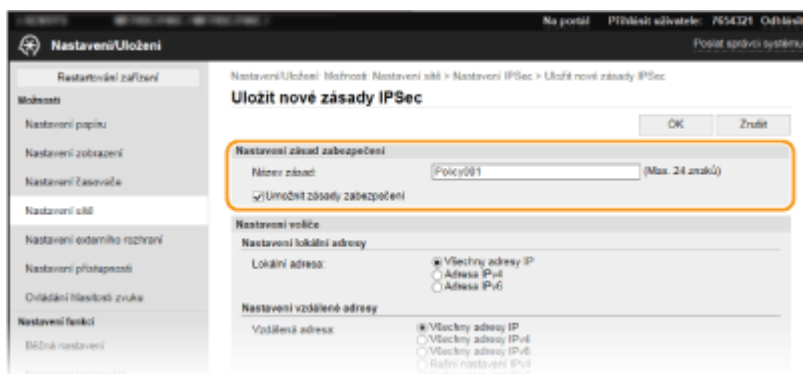 Na portál Přihlásit uživatele: 7654321 Odhlásit
Nastavení/Uložení
Poslat správci systému
Restartování zařízení
Nastavení/Uložení: Možnosti: Nastavení sítě > Nastavení IPSec > Uložit nové zásady IPSec
Uložit nové zásady IPSec
Možnosti
OK Zrušit
Nastavení papíru
Nastavení zobrazení
Nastavení časovače
Nastavení sítě
Nastavení externího rozhraní
Nastavení přístupnosti
Ovládání hlasitosti zvuku
Nastavení funkcí
Běžná nastavení
Nastavení zásad zabezpečení
Název zásad: Policy001 (Max. 24 znaků)
Umožnit zásady zabezpečení
Nastavení voliče
Nastavení lokální adresy
Lokální adresa: Všechny adresy IP
Adresa IPv4
Adresa IPv6
Nastavení vzdálené adresy
Vzdálená adresa: Všechny adresy IP
Všechny adresy IPv4
Všechny adresy IPv6
Ruční nastavení IPv4